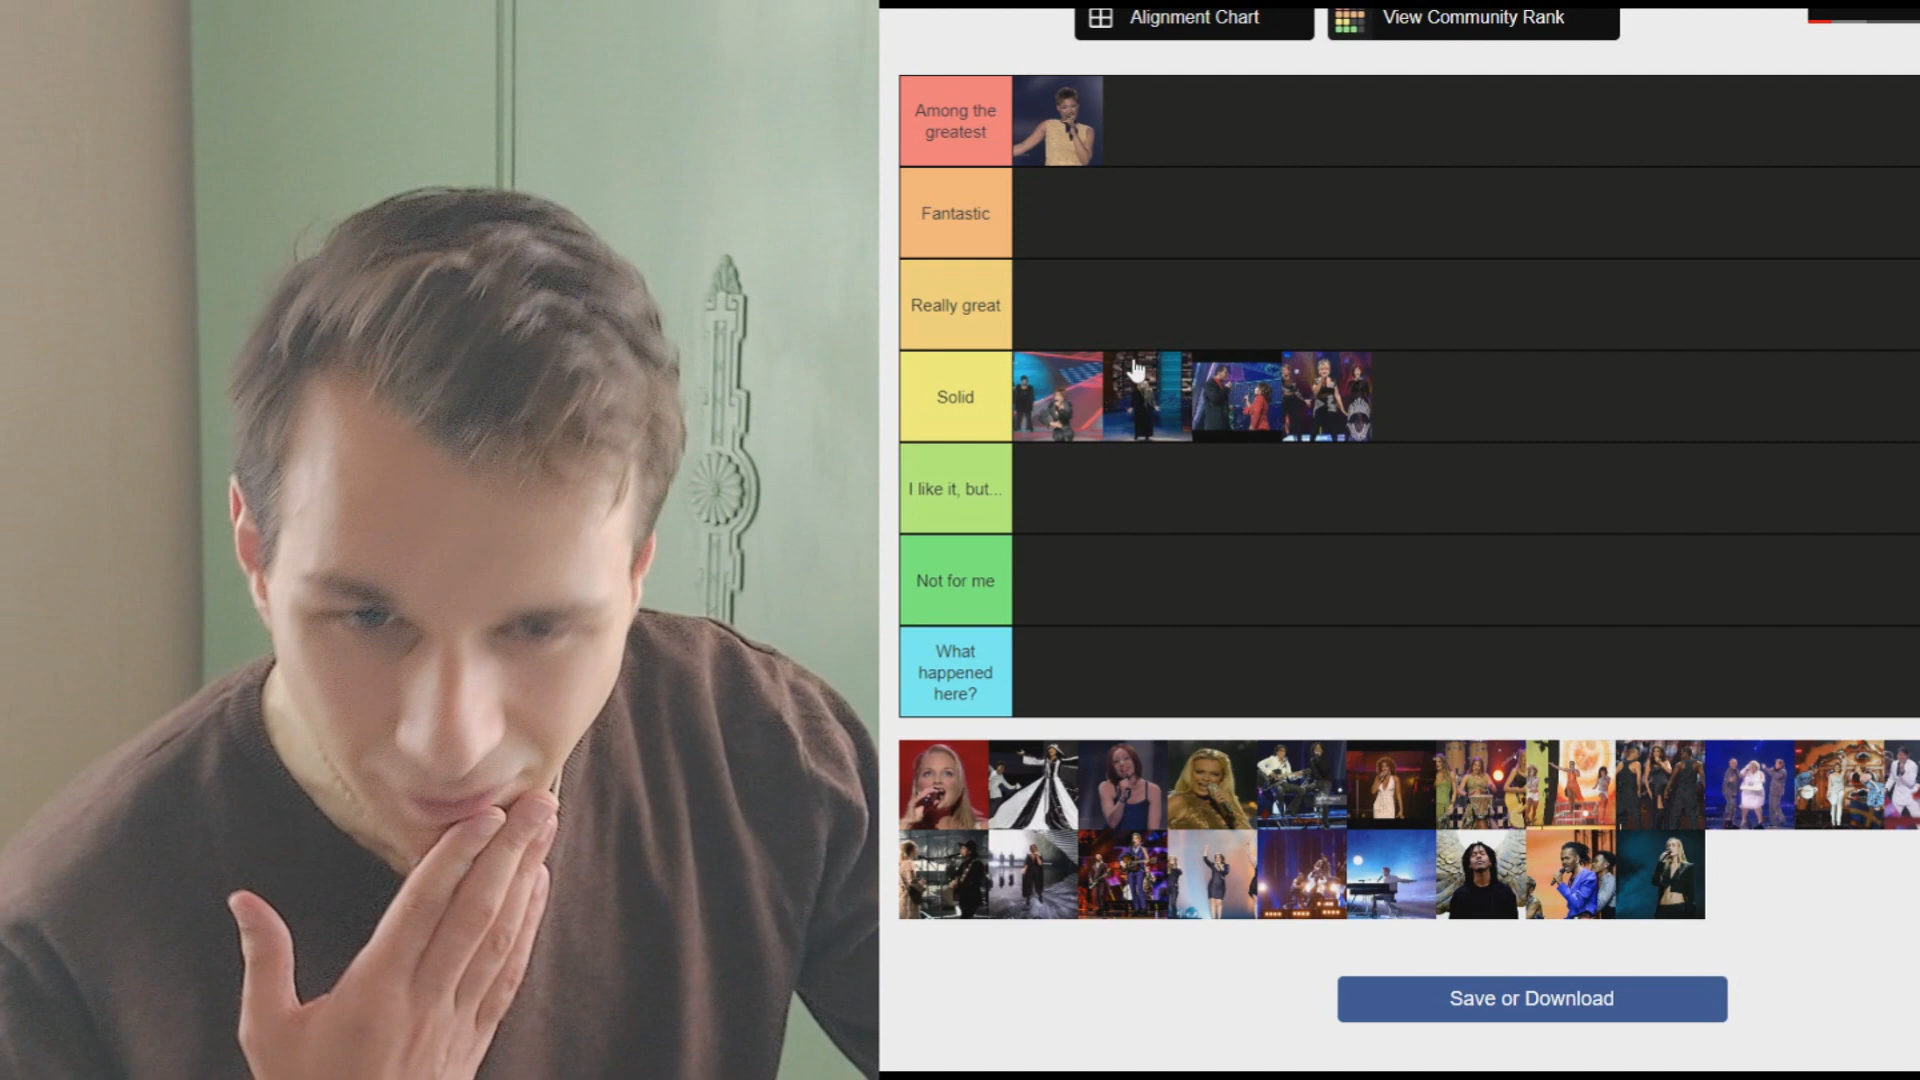 Alignment Chart
View Community Rank
Among the
greatest
Fantastic
Really great
Solid
I like it, but...
Not for me
What
happened
here?
Save or Download